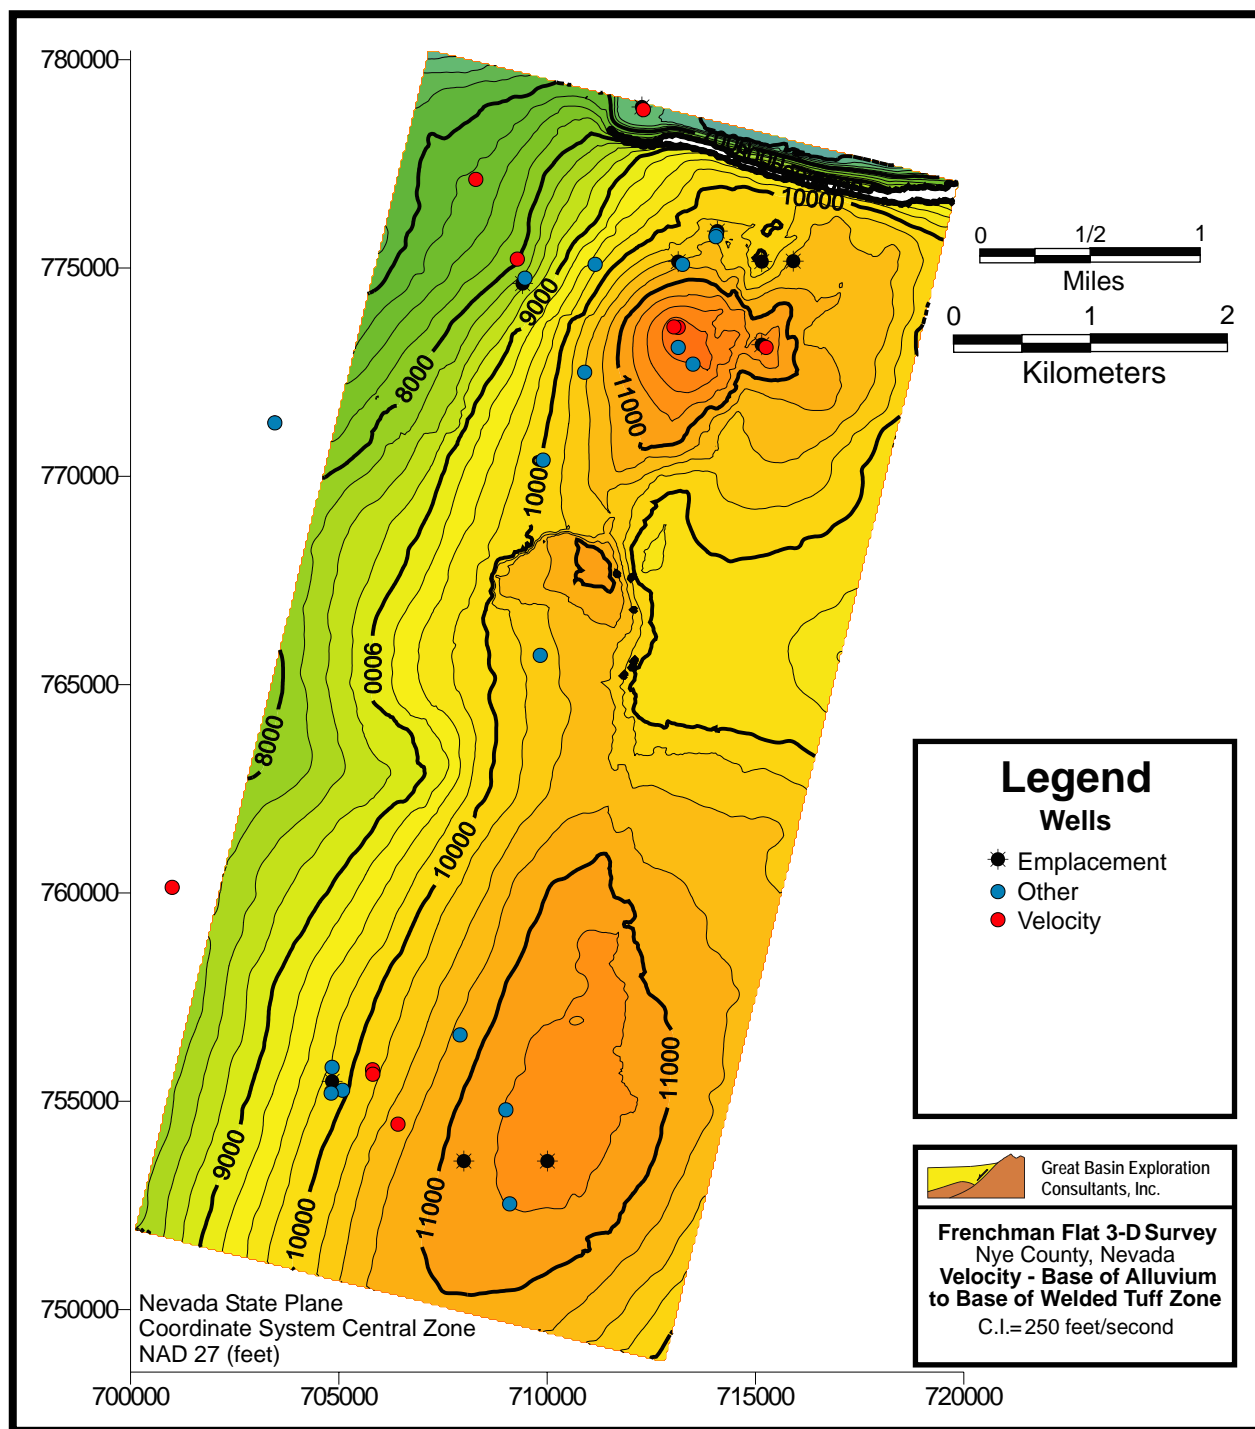 780000
775000
770000
765000
760000
755000
750000
700000
705000
710000
715000
720000
10000
9000
8000
11000
10000
9000
8000
10000
11000
11000
9000
10000
0 1/2 1
Miles
0 1 2
Kilometers
Legend
Wells
Emplacement
Other
Velocity
Great Basin Exploration
Consultants, Inc.
Frenchman Flat 3-D Survey
Nye County, Nevada
Velocity - Base of Alluvium
to Base of Welded Tuff Zone
C.I.=250 feet/second
Nevada State Plane
Coordinate System Central Zone
NAD 27 (feet)